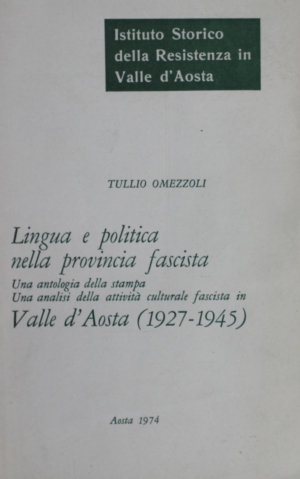 Istituto Storico
della Resistenza in
Valle d'Aosta
TULLIO OMEZZOLI
Lingua e politica
nella provincia fascista
Una antologia della stampa
Una analisi della attività culturale fascista in
Valle d'Aosta (1927-1945)
Aosta 1974